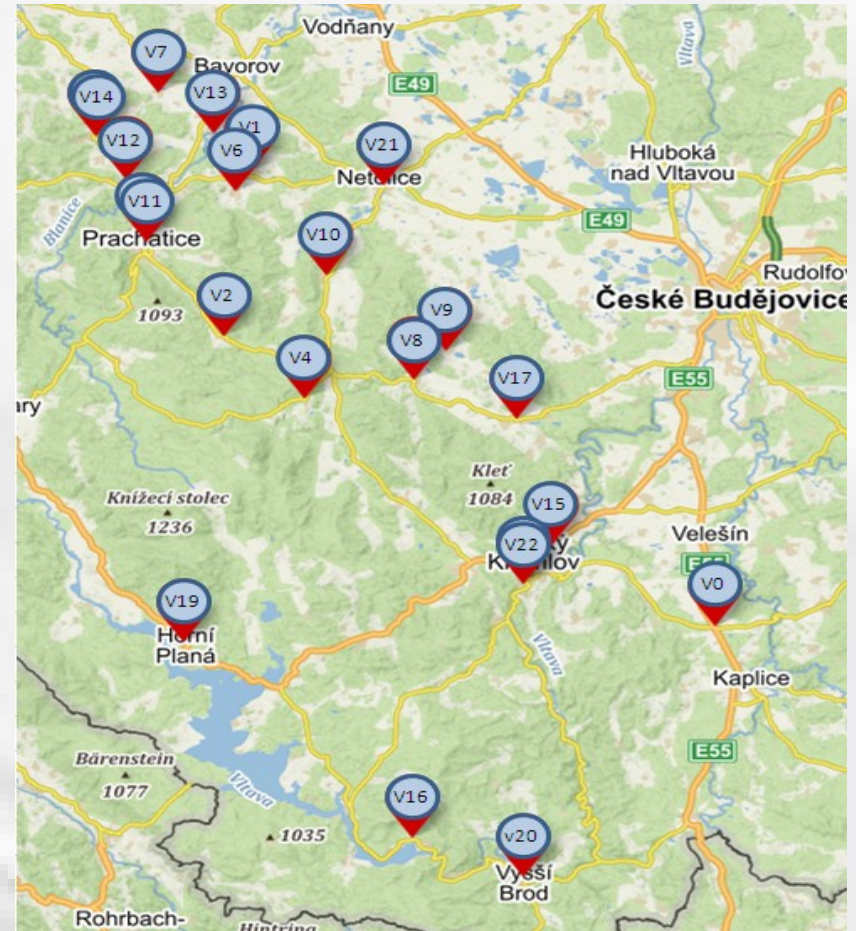 Vodňany
Vltava
V7
Bavorov
E49
V14
V13
V1
V12
V6
V21
Hluboká
nad Vltavou
Netolice
V11
Blanice
E49
Prachatice
V10
Rudolfov
České Budějovice
V2
1093
V9
V8
V4
V17
E55
ary
Kleť
1084
Knížecí stolec
1236
V15
V22
Velešín
V0
V19
Horní
Planá
Vltava
Kaplice
E55
Bärenstein
1077
Vltava
V16
1035
v20
Vyšší
Brod
Rohrbach-